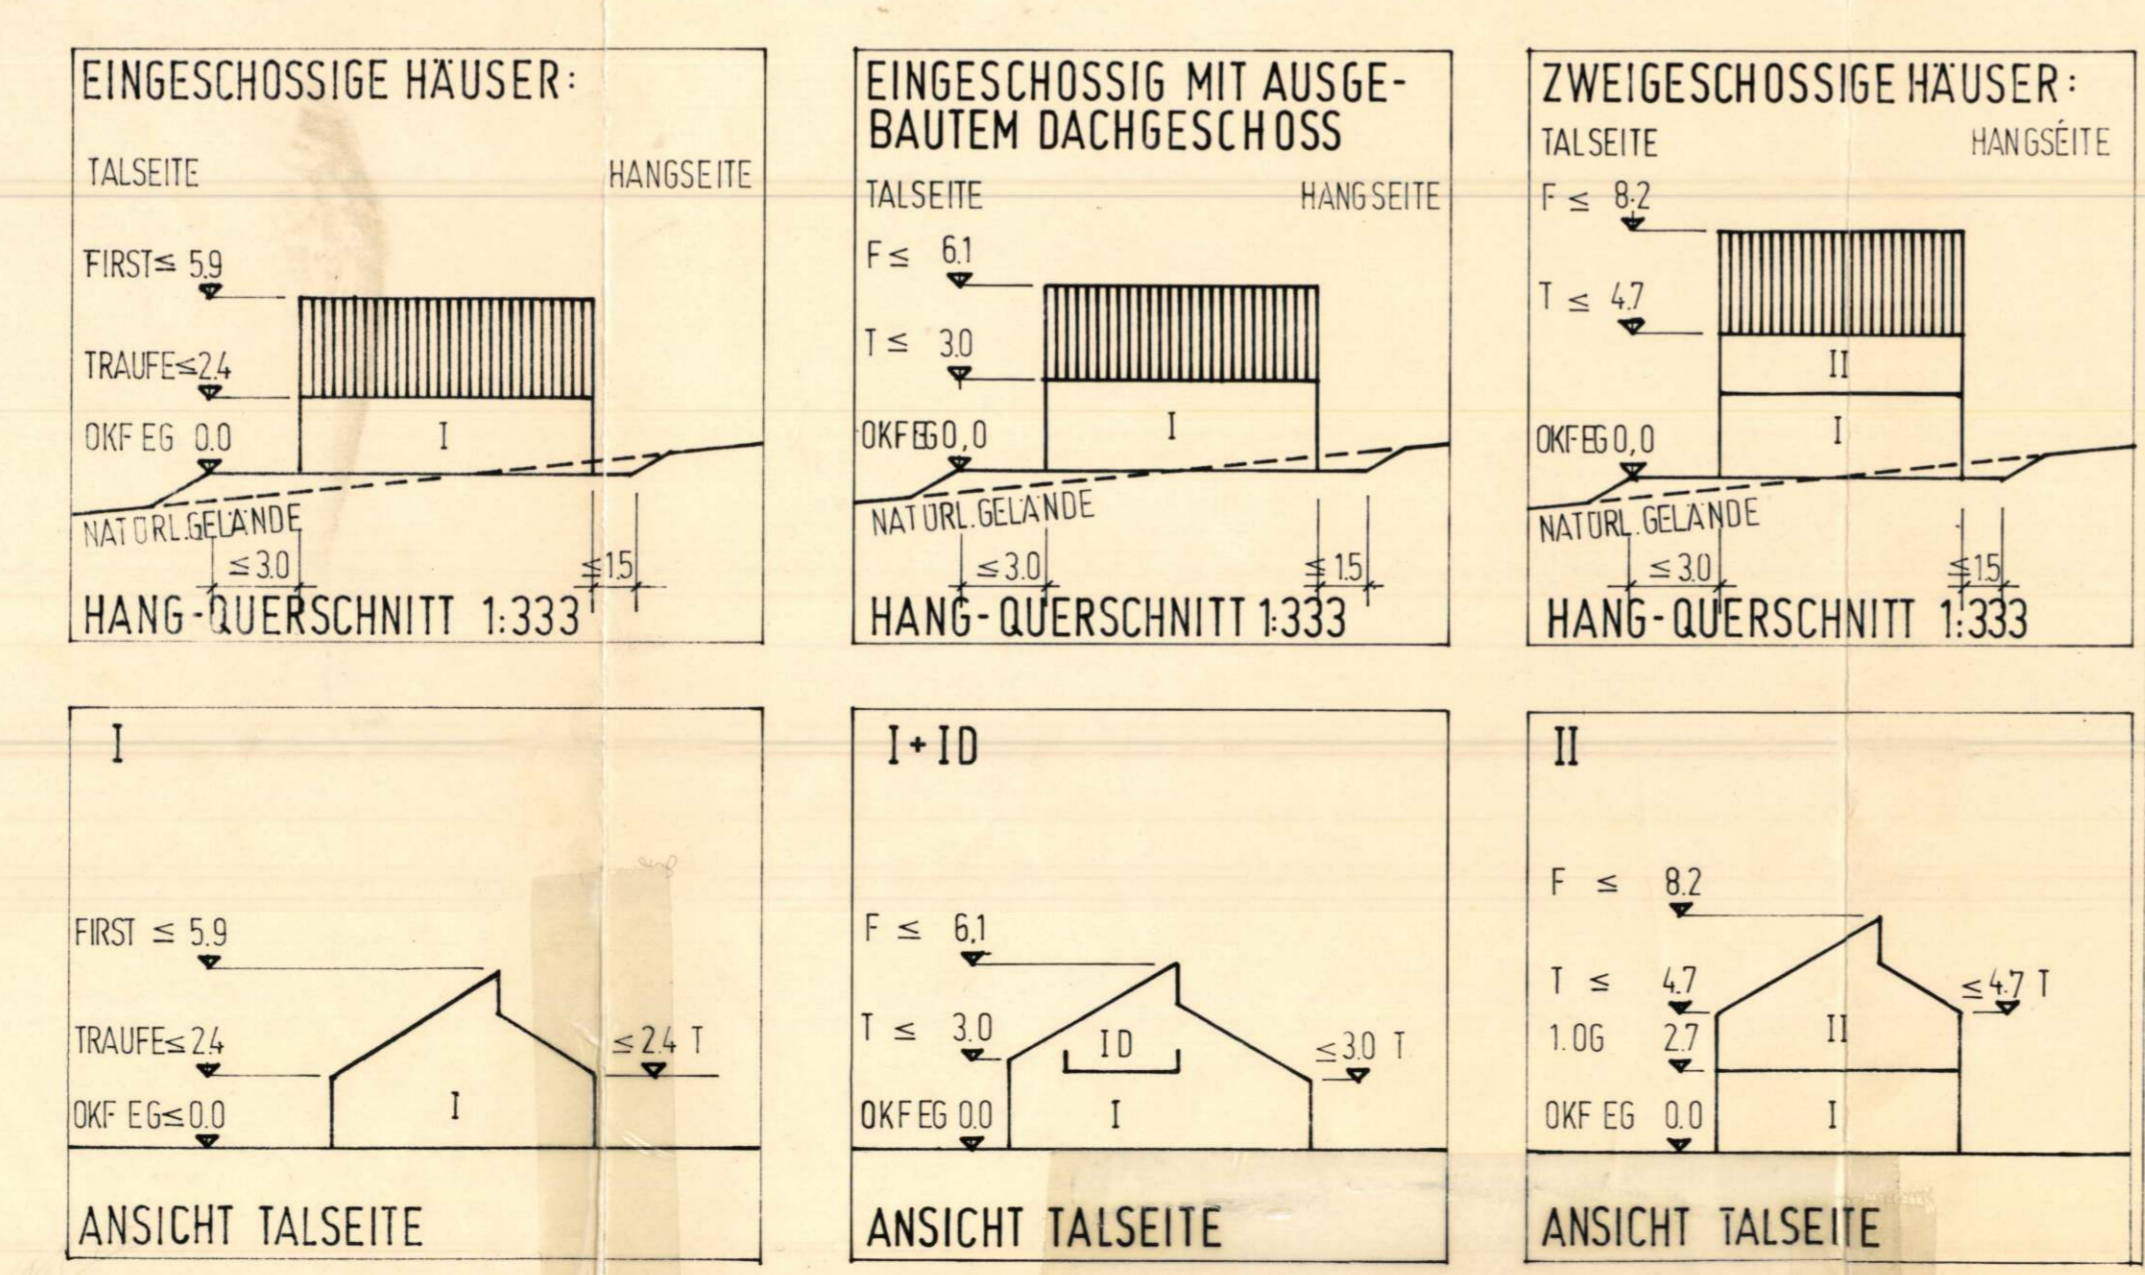 EINGESCHOSSIGE HÄUSER:
TALSEITE HANGSEITE
FIRST ≤ 5.9
TRAUFE ≤ 2.4
OKF EG 0.0
I
NATÜRL. GELÄNDE
≤ 3.0 ≤ 1.5
HANG-QUERSCHNITT 1:333
EINGESCHOSSIG MIT AUSGE-
BAUTEM DACHGESCHOSS
TALSEITE HANGSEITE
F ≤ 6.1
T ≤ 3.0
OKF EG 0,0
I
NATÜRL. GELÄNDE
≤ 3.0 ≤ 1.5
HANG-QUERSCHNITT 1:333
ZWEIGESCHOSSIGE HÄUSER:
TALSEITE HANGSEITE
F ≤ 8.2
T ≤ 4.7
II
I
OKF EG 0,0
NATÜRL. GELÄNDE
≤ 3.0 ≤ 1.5
HANG-QUERSCHNITT 1:333
I
FIRST ≤ 5.9
TRAUFE ≤ 2.4 ≤ 2.4 T
OKF EG ≤ 0.0 I
ANSICHT TALSEITE
I + ID
F ≤ 6.1
T ≤ 3.0 ID ≤ 3.0 T
OKF EG 0.0 I
ANSICHT TALSEITE
II
F ≤ 8.2
T ≤ 4.7 ≤ 4.7 T
1.OG 2.7 II
OKF EG 0.0 I
ANSICHT TALSEITE